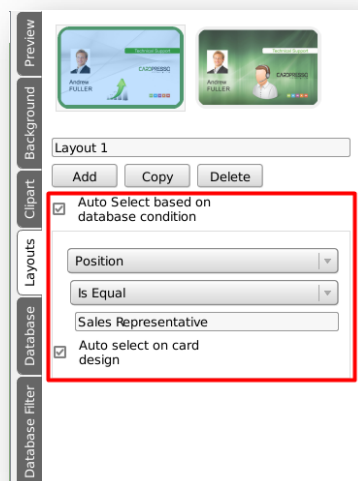 Preview
Background
Clipart
Layouts
Database
Database Filter
Technical Support
CARDPRESSO
Andrew
FULLER
Technical Support
CARDPRESSO
Andrew
FULLER
Layout 1
Add Copy Delete
Auto Select based on
database condition
Position
Is Equal
Sales Representative
Auto select on card
design